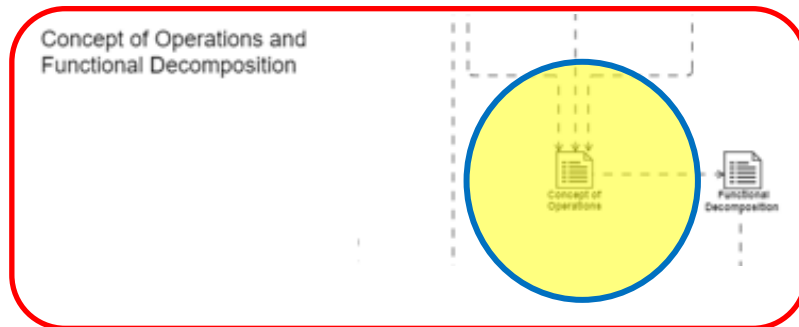 Concept of Operations and
Functional Decomposition
Concept of
Operations
Functional
Decomposition